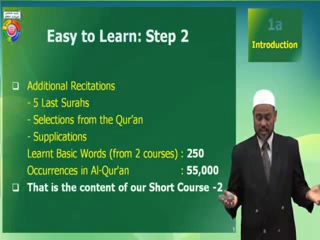 Easy to Learn: Step 2
1a
Introduction
Additional Recitations
- 5 Last Surahs
- Selections from the Qur'an
- Supplications
Learnt Basic Words (from 2 courses) : 250
Occurrences in Al-Qur'an : 55,000
That is the content of our Short Course -2